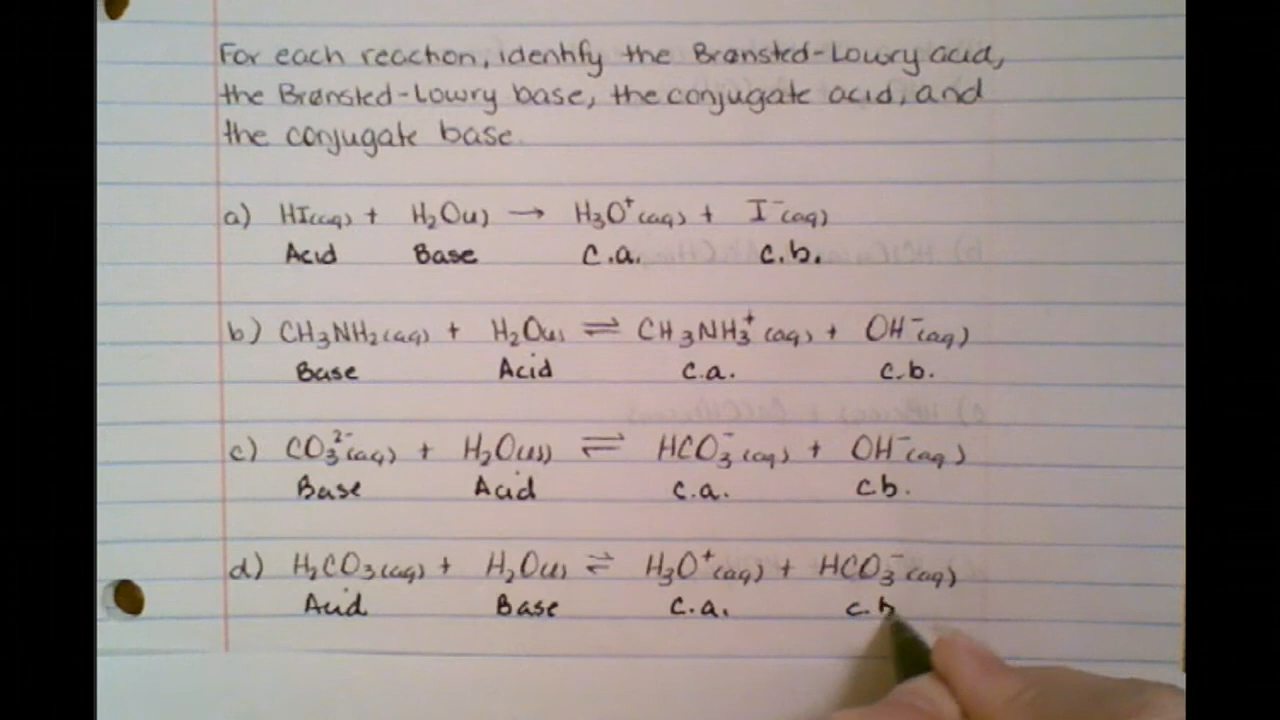 For each reaction, identify the Brønsted-Lowry acid,
the Brønsted-Lowry base, the conjugate acid, and
the conjugate base.
a) HI(aq) + H₂O(l) → H₃O⁺(aq) + I⁻(aq)
Acid Base c.a. c.b.
b) CH₃NH₂(aq) + H₂O(l) ⇌ CH₃NH₃⁺(aq) + OH⁻(aq)
Base Acid c.a. c.b.
c) CO₃²⁻(aq) + H₂O(l) ⇌ HCO₃⁻(aq) + OH⁻(aq)
Base Acid c.a. c.b.
d) H₂CO₃(aq) + H₂O(l) ⇌ H₃O⁺(aq) + HCO₃⁻(aq)
Acid Base c.a. c.b